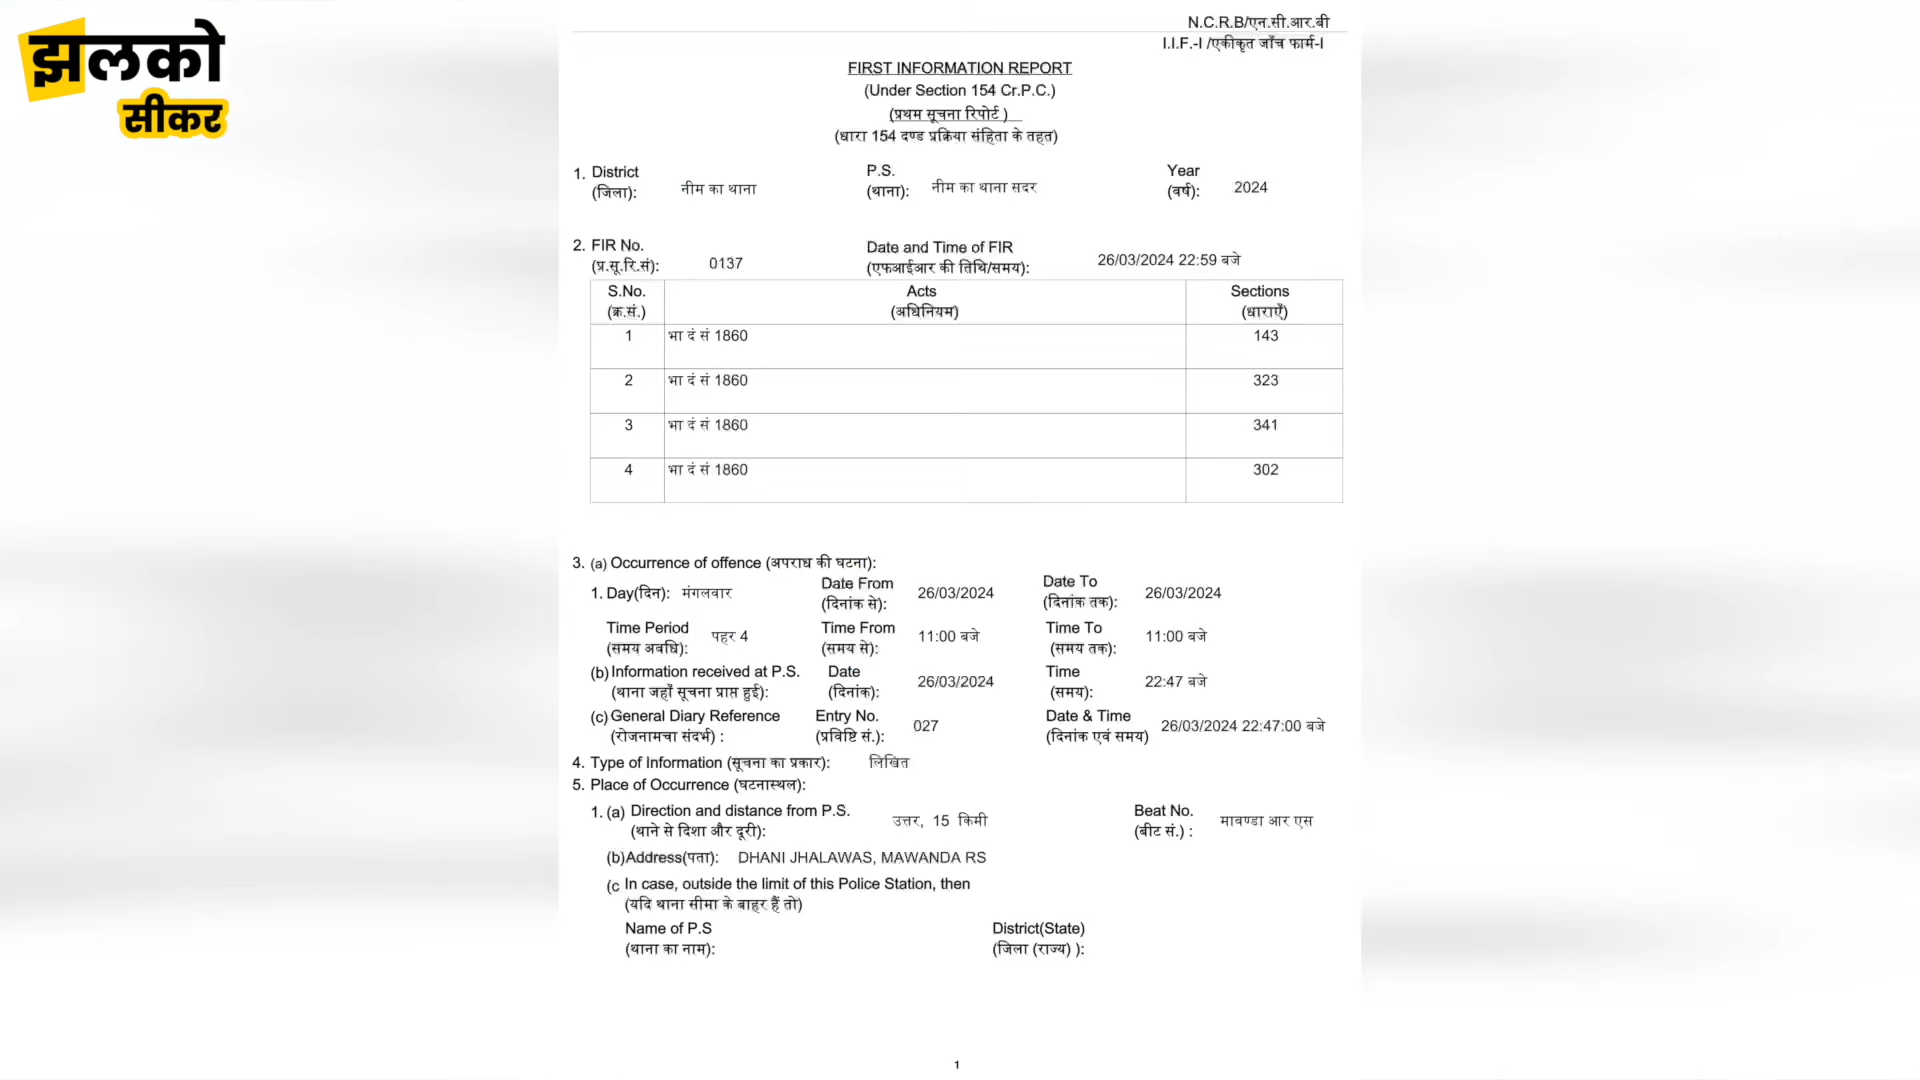 झलको
सीकर
N.C.R.B/एन.सी.आर.बी
I.I.F.-I /एकीकृत जाँच फार्म-I
FIRST INFORMATION REPORT
(Under Section 154 Cr.P.C.)
(प्रथम सूचना रिपोर्ट )
(धारा 154 दण्ड प्रक्रिया संहिता के तहत)
1. District (जिला): नीम का थाना P.S. (थाना): नीम का थाना सदर Year (वर्ष): 2024
2. FIR No. (प्र.सू.रि.सं): 0137 Date and Time of FIR (एफआईआर की तिथि/समय): 26/03/2024 22:59 बजे
S.No. (क्र.सं.) Acts (अधिनियम) Sections (धाराएँ)
1 भा दं सं 1860 143
2 भा दं सं 1860 323
3 भा दं सं 1860 341
4 भा दं सं 1860 302
3. (a) Occurrence of offence (अपराध की घटना):
1. Day(दिन): मंगलवार Date From (दिनांक से): 26/03/2024 Date To (दिनांक तक): 26/03/2024
Time Period (समय अवधि): पहर 4 Time From (समय से): 11:00 बजे Time To (समय तक): 11:00 बजे
(b) Information received at P.S. (थाना जहाँ सूचना प्राप्त हुई): Date (दिनांक): 26/03/2024 Time (समय): 22:47 बजे
(c) General Diary Reference (रोजनामचा संदर्भ) : Entry No. (प्रविष्टि सं.): 027 Date & Time (दिनांक एवं समय) 26/03/2024 22:47:00 बजे
4. Type of Information (सूचना का प्रकार): लिखित
5. Place of Occurrence (घटनास्थल):
1. (a) Direction and distance from P.S. (थाने से दिशा और दूरी): उत्तर, 15 किमी Beat No. (बीट सं.) : मावण्डा आर एस
(b)Address(पता): DHANI JHALAWAS, MAWANDA RS
(c In case, outside the limit of this Police Station, then
(यदि थाना सीमा के बाहर हैं तो)
Name of P.S (थाना का नाम): District(State) (जिला (राज्य) ):
1